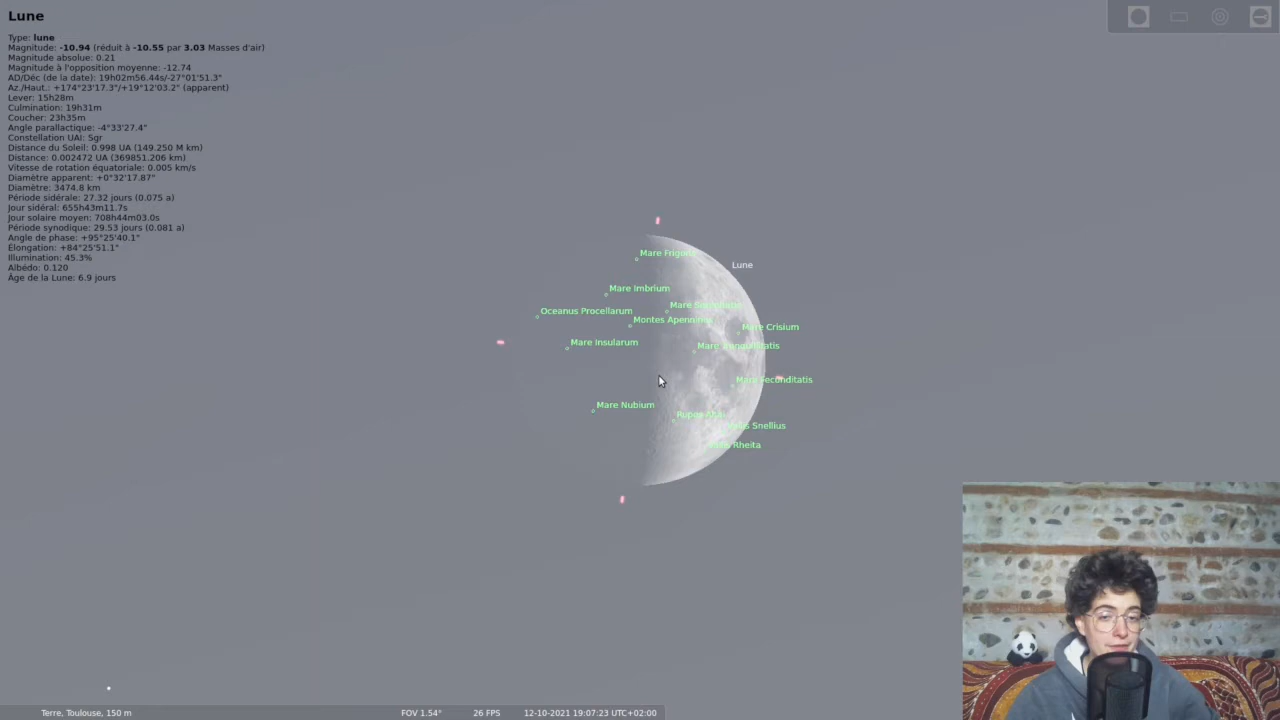 Lune
Type: lune
Magnitude: -10.94 (réduit à -10.55 par 3.03 Masses d'air)
Magnitude absolue: 0.21
Magnitude à l'opposition moyenne: -12.74
AD/Déc (de la date): 19h02m56.44s/-27°01'51.3"
Az./Haut.: +174°23'17.3"/+19°12'03.2" (apparent)
Lever: 15h28m
Culmination: 19h31m
Coucher: 23h35m
Angle parallactique: -4°33'27.4"
Constellation UAI: Sgr
Distance du Soleil: 0.998 UA (149.250 M km)
Distance: 0.002472 UA (369851.206 km)
Vitesse de rotation équatoriale: 0.005 km/s
Diamètre apparent: +0°32'17.87"
Diamètre: 3474.8 km
Période sidérale: 27.32 jours (0.075 a)
Jour sidéral: 655h43m11.7s
Jour solaire moyen: 708h44m03.0s
Période synodique: 29.53 jours (0.081 a)
Angle de phase: +95°25'40.1"
Élongation: +84°25'51.1"
Illumination: 45.3%
Albédo: 0.120
Âge de la Lune: 6.9 jours
Mare Frigoris
Lune
Mare Imbrium
Mare Serenitatis
Oceanus Procellarum
Montes Apenninus
Mare Crisium
Mare Insularum
Mare Tranquillitatis
Mare Fecunditatis
Mare Nubium
Rupes Altai
Vallis Snellius
Vallis Rheita
Terre, Toulouse, 150 m
FOV 1.54°
26 FPS
12-10-2021 19:07:23 UTC+02:00